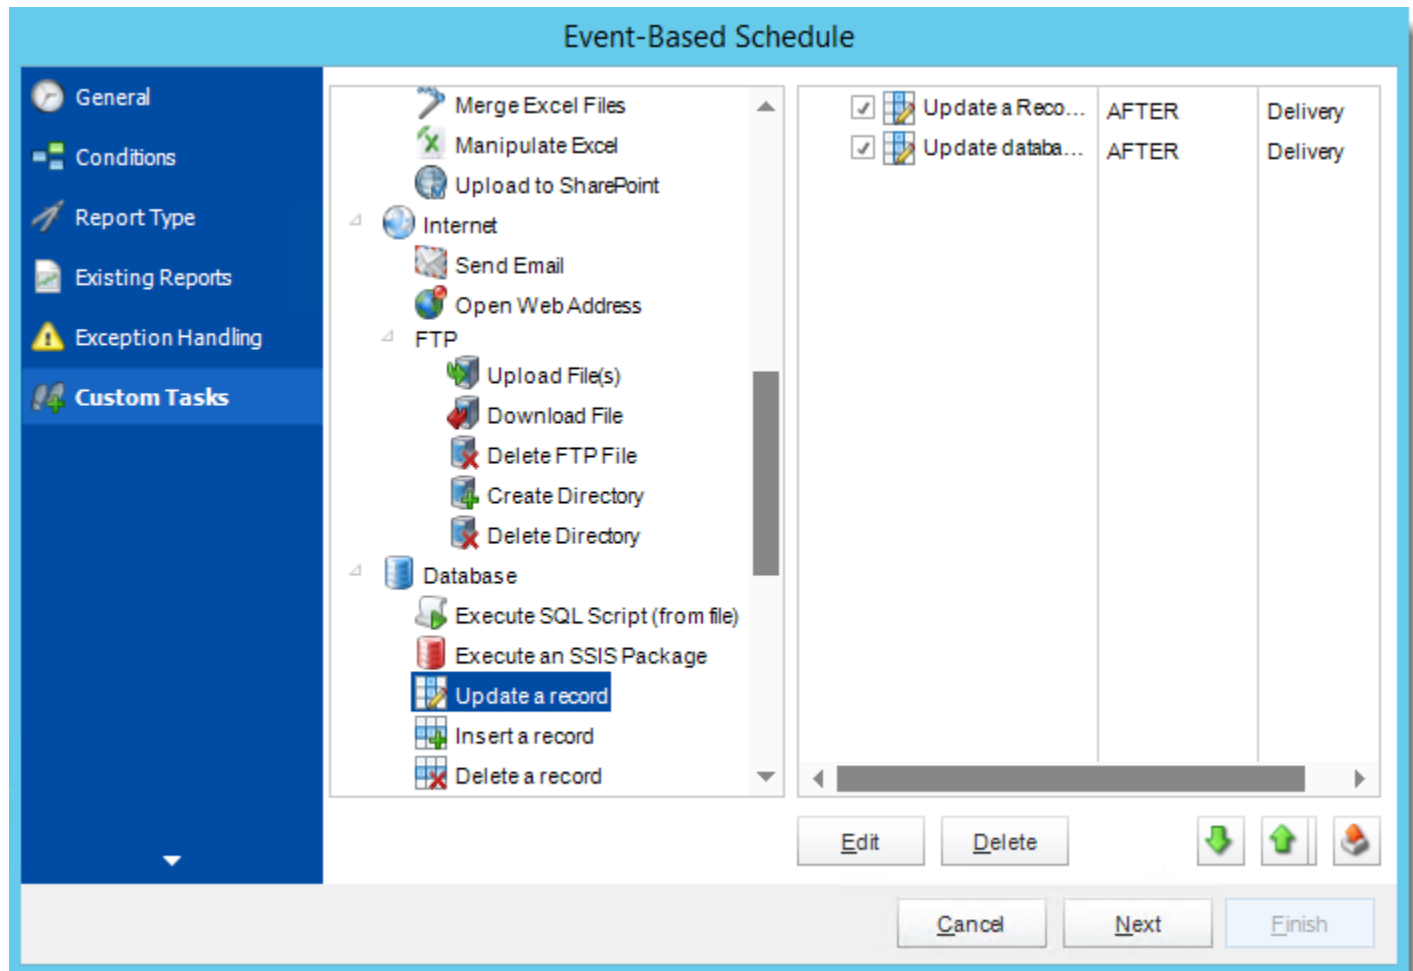 Event-Based Schedule
General
Conditions
Report Type
Existing Reports
Exception Handling
Custom Tasks
Merge Excel Files
Manipulate Excel
Upload to SharePoint
Internet
Send Email
Open Web Address
FTP
Upload File(s)
Download File
Delete FTP File
Create Directory
Delete Directory
Database
Execute SQL Script (from file)
Execute an SSIS Package
Update a record
Insert a record
Delete a record
Update a Reco... AFTER Delivery
Update databa... AFTER Delivery
Edit Delete
Cancel Next Finish